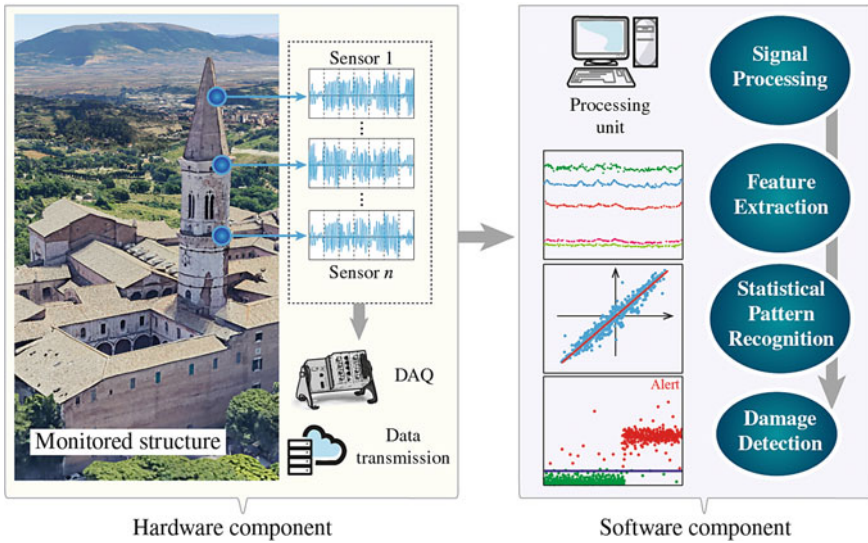 Sensor 1
Sensor n
DAQ
Data
transmission
Monitored structure
Hardware component
Processing
unit
Alert
Signal
Processing
Feature
Extraction
Statistical
Pattern
Recognition
Damage
Detection
Software component